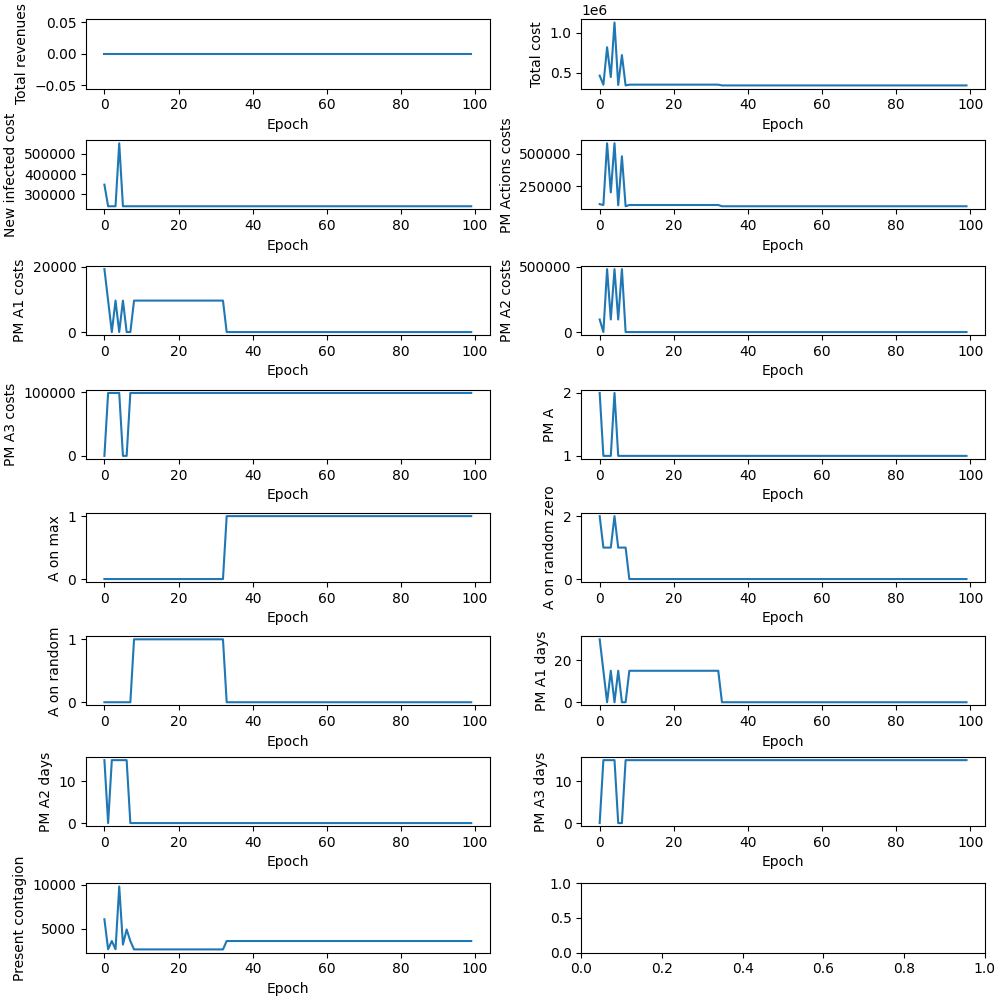 Total revenues
0.05
0.00
−0.05
0 20 40 60 80 100
Epoch
Total cost
1e6
1.0
0.5
0 20 40 60 80 100
Epoch
New infected cost
500000
400000
300000
0 20 40 60 80 100
Epoch
PM Actions costs
500000
250000
0 20 40 60 80 100
Epoch
PM A1 costs
20000
0
0 20 40 60 80 100
Epoch
PM A2 costs
500000
0
0 20 40 60 80 100
Epoch
PM A3 costs
100000
0
0 20 40 60 80 100
Epoch
PM A
2
1
0 20 40 60 80 100
Epoch
A on max
1
0
0 20 40 60 80 100
Epoch
A on random zero
2
0
0 20 40 60 80 100
Epoch
A on random
1
0
0 20 40 60 80 100
Epoch
PM A1 days
20
0
0 20 40 60 80 100
Epoch
PM A2 days
10
0
0 20 40 60 80 100
Epoch
PM A3 days
10
0
0 20 40 60 80 100
Epoch
Present contagion
10000
5000
0 20 40 60 80 100
Epoch
1.0
0.5
0.0
0.0 0.2 0.4 0.6 0.8 1.0